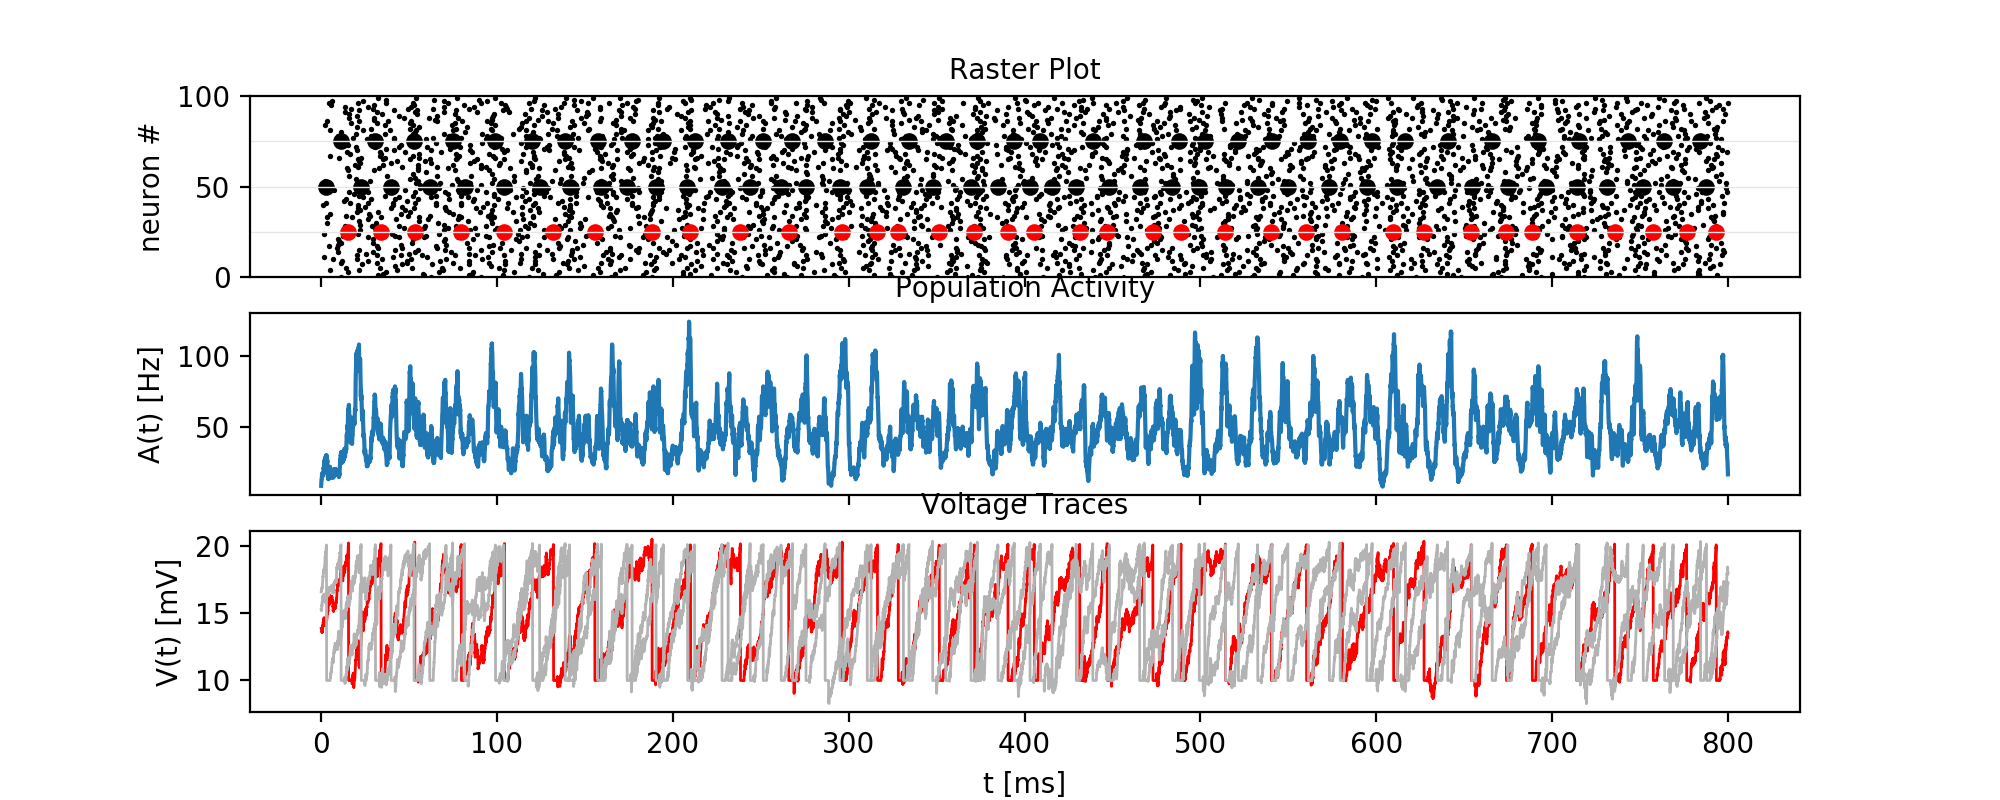 Raster Plot
100
50
0
neuron #
Population Activity
100
50
A(t) [Hz]
Voltage Traces
20
15
10
V(t) [mV]
0 100 200 300 400 500 600 700 800
t [ms]